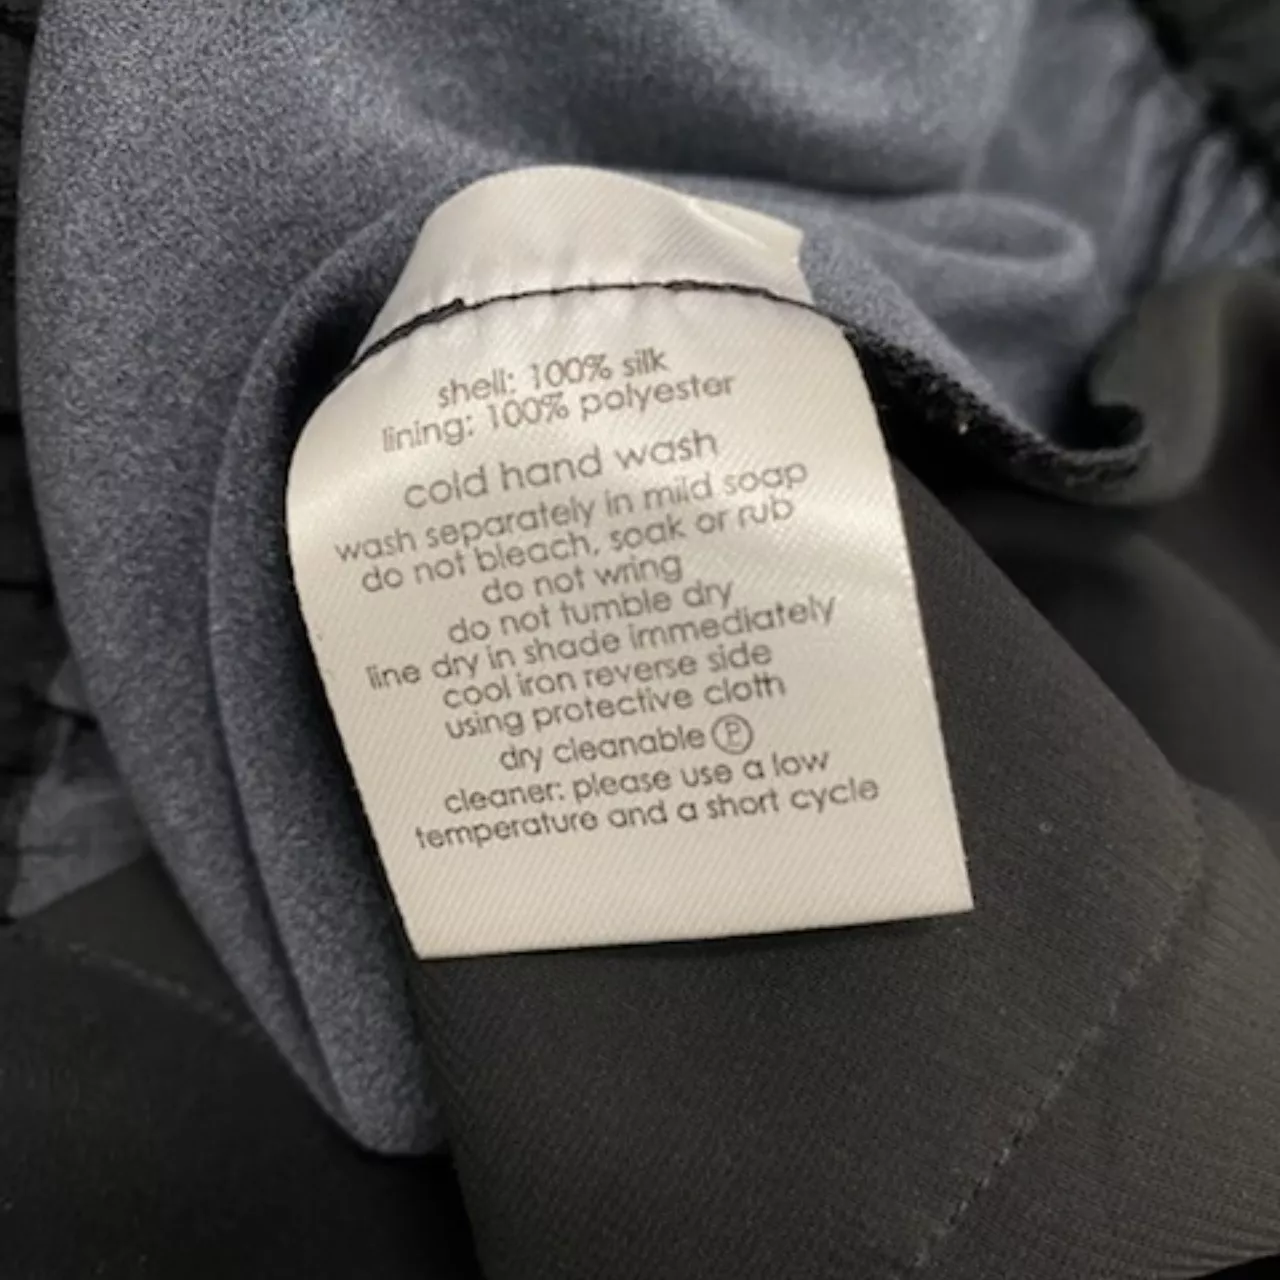 shell: 100% silk
lining: 100% polyester
cold hand wash
wash separately in mild soap
do not bleach, soak or rub
do not wring
do not tumble dry
line dry in shade immediately
cool iron reverse side
using protective cloth
dry cleanable Ⓟ
cleaner: please use a low
temperature and a short cycle